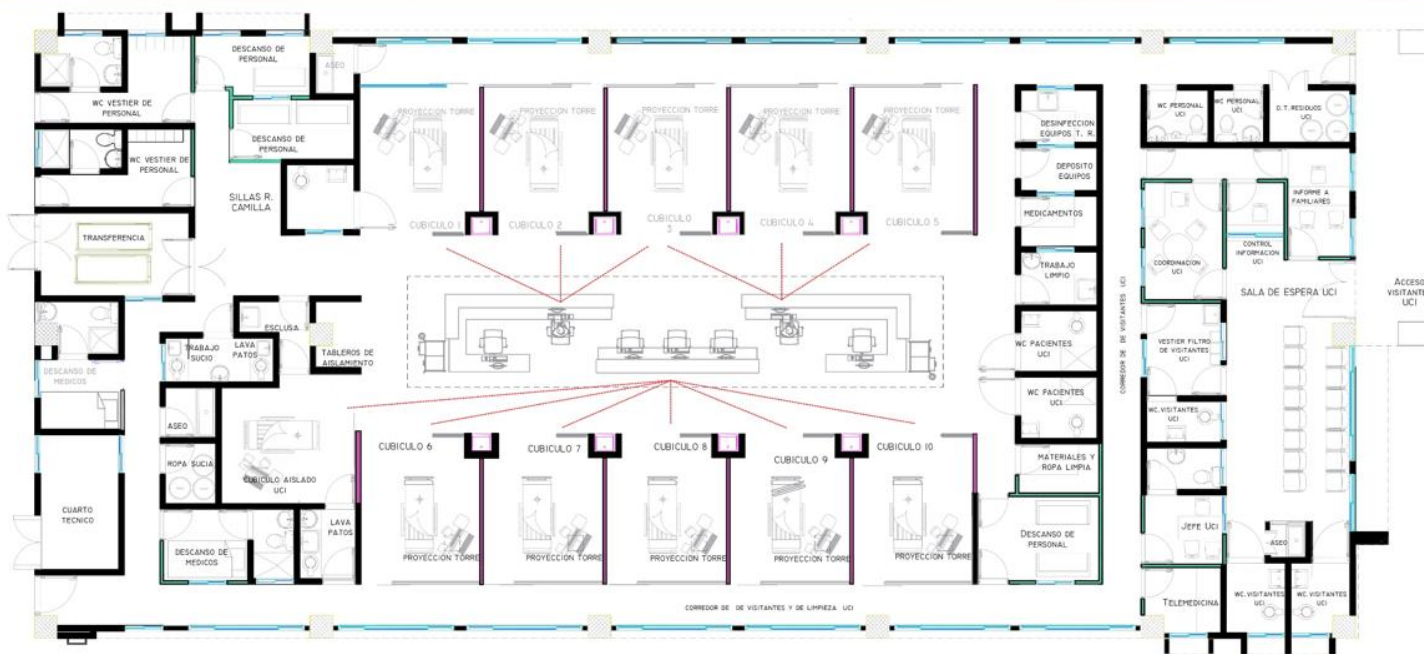 DESCANSO DE
PERSONAL
ASEO
WC VESTIER DE
PERSONAL
DESCANSO DE
PERSONAL
WC VESTIER DE
PERSONAL
SILLAS R.
CAMILLA
TRANSFERENCIA
PROYECCION TORRE
PROYECCION TORRE
PROYECCION TORRE
PROYECCION TORRE
PROYECCION TORRE
CUBICULO 1
CUBICULO 2
CUBICULO
3
CUBICULO 4
CUBICULO 5
DESINFECCION
EQUIPOS T. R.
DEPOSITO
EQUIPOS
MEDICAMENTOS
TRABAJO
LIMPIO
WC PACIENTES
UCI
WC PACIENTES
UCI
MATERIALES Y
ROPA LIMPIA
DESCANSO DE
PERSONAL
WC PERSONAL
UCI
WC PERSONAL
UCI
D.T. RESIDUOS
UCI
INFORME A
FAMILIARES
COORDINACION
UCI
CONTROL
INFORMACION
UCI
SALA DE ESPERA UCI
ACCESO
VISITANTE
UCI
CORREDOR DE DE VISITANTES UCI
VESTIER FILTRO
DE VISITANTES
UCI
WC.VISITANTES
UCI
JEFE UCI
ASEO
TELEMEDICINA
WC.VISITANTES
UCI
WC.VISITANTES
UCI
ESCLUSA
TRABAJO
SUCIO
LAVA
PATOS
TABLEROS DE
AISLAMIENTO
DESCANSO DE
MEDICOS
ASEO
ROPA SUCIA
CUBICULO AISLADO
UCI
CUARTO
TECNICO
DESCANSO DE
MEDICOS
LAVA
PATOS
CUBICULO 6
CUBICULO 7
CUBICULO 8
CUBICULO 9
CUBICULO 10
PROYECCION TORRE
PROYECCION TORRE
PROYECCION TORRE
PROYECCION TORRE
PROYECCION TORRE
CORREDOR DE DE VISITANTES Y DE LIMPIEZA UCI